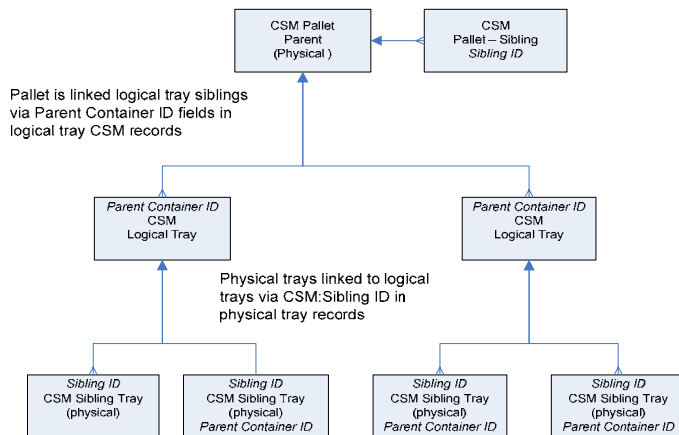 CSM Pallet
Parent
(Physical )
CSM
Pallet – Sibling
Sibling ID
Pallet is linked logical tray siblings
via Parent Container ID fields in
logical tray CSM records
Parent Container ID
CSM
Logical Tray
Parent Container ID
CSM
Logical Tray
Physical trays linked to logical
trays via CSM:Sibling ID in
physical tray records
Sibling ID
CSM Sibling Tray
(physical)
Sibling ID
CSM Sibling Tray
(physical)
Parent Container ID
Sibling ID
CSM Sibling Tray
(physical)
Parent Container ID
Sibling ID
CSM Sibling Tray
(physical)
Parent Container ID